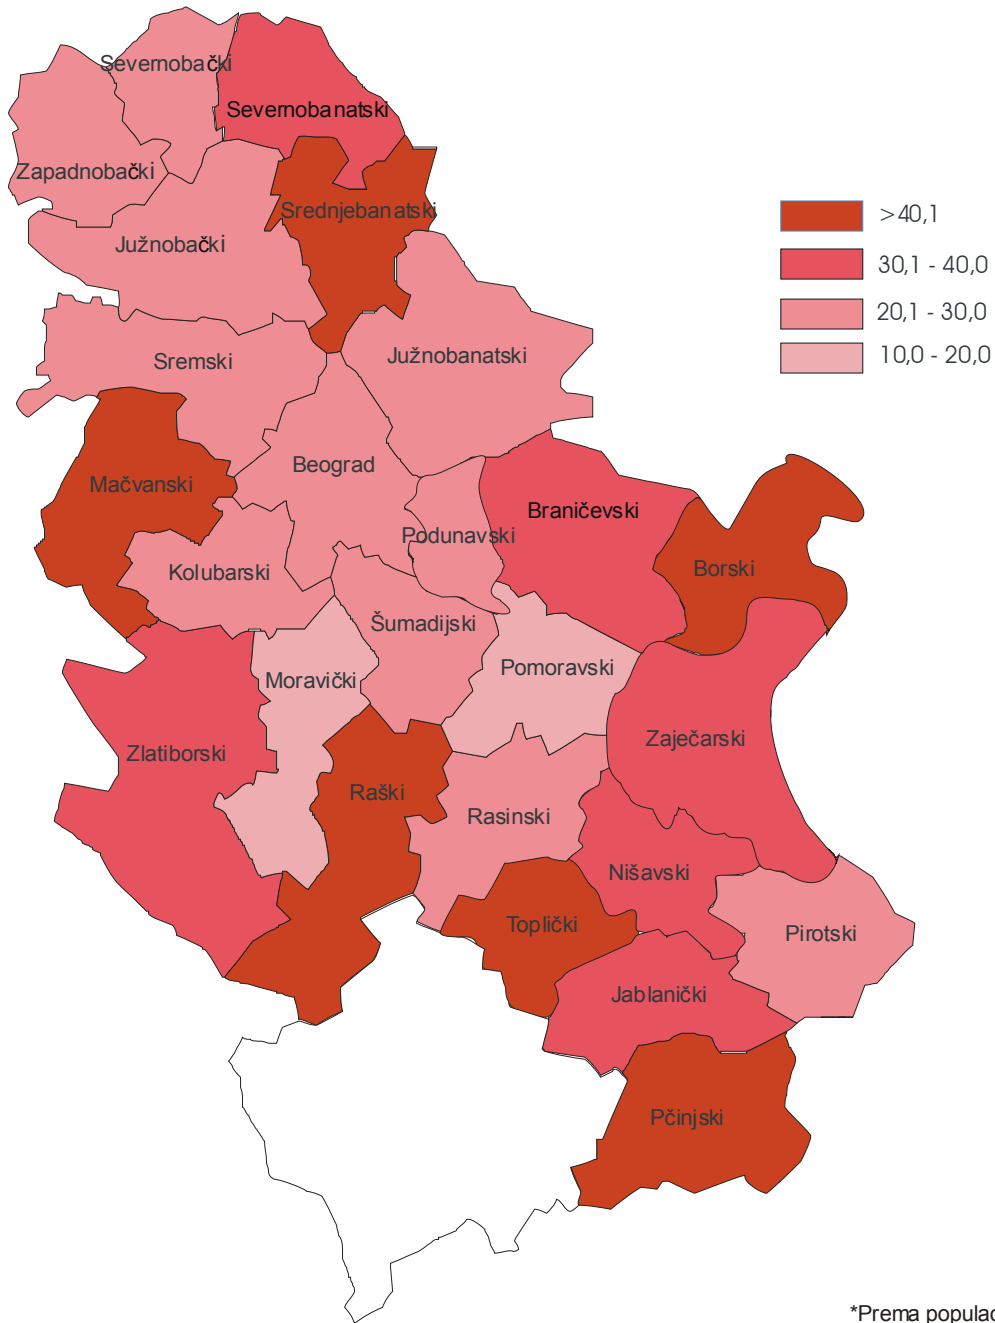 Severnobački
Severnobanatski
Zapadnobački
Srednjebanatski
Južnobački
>40,1
30,1 - 40,0
20,1 - 30,0
10,0 - 20,0
Sremski
Južnobanatski
Beograd
Mačvanski
Braničevski
Podunavski
Borski
Kolubarski
Šumadijski
Pomoravski
Moravički
Zaječarski
Zlatiborski
Raški
Rasinski
Nišavski
Toplički
Pirotski
Jablanički
Pčinjski
*Prema populac